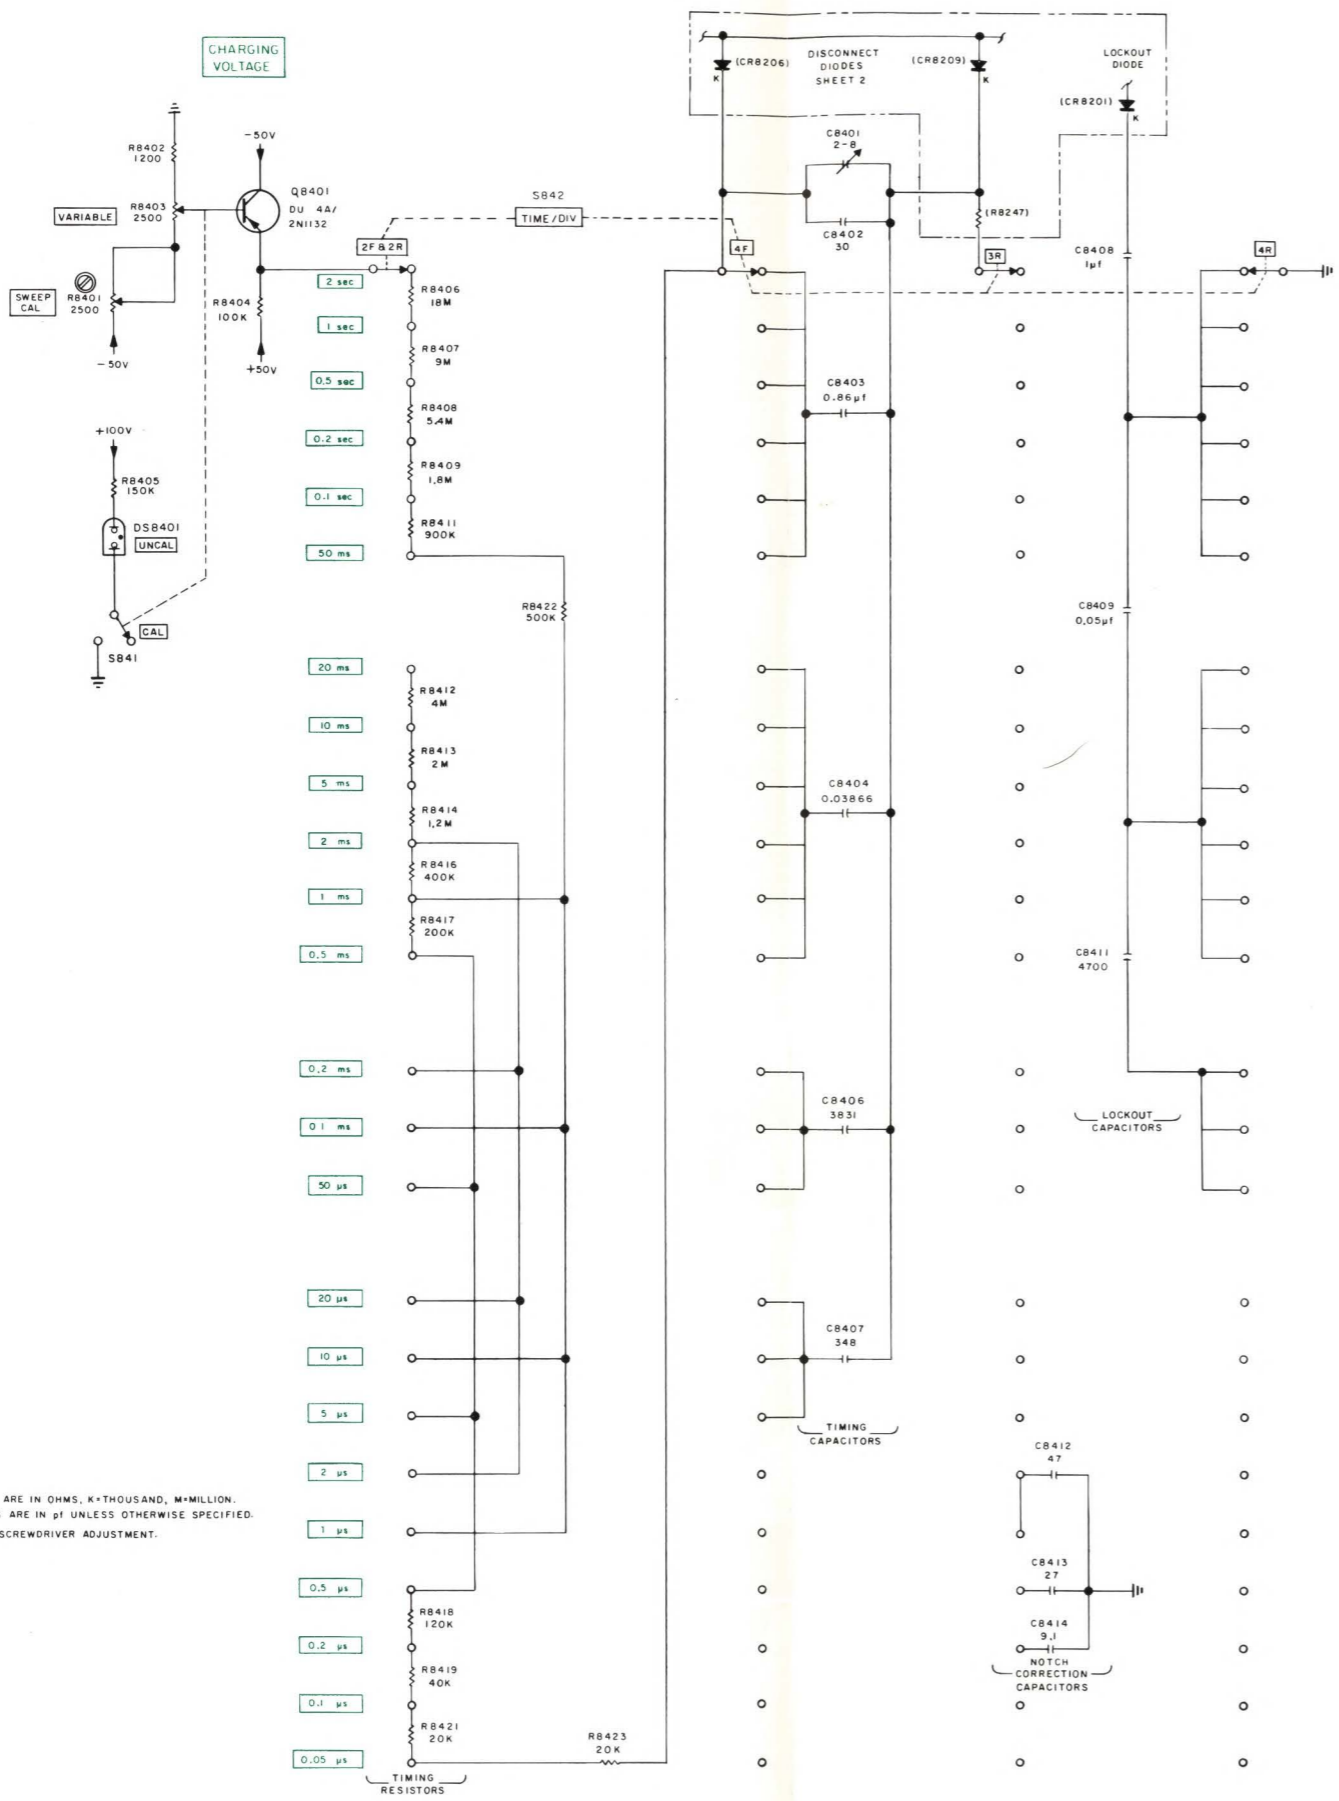 CHARGING
VOLTAGE
(CR8206)
DISCONNECT
DIODES
SHEET 2
(CR8209)
LOCKOUT
DIODE
K
K
(CR8201)
K
-50V
R8402
1200
C8401
2-8
Q8401
DU 4A/
2N1132
VARIABLE
R8403
2500
S842
TIME/DIV
C8402
30
(R8247)
2F & 2R
4F
3R
4R
C8408
1µf
SWEEP
CAL
R8401
2500
R8404
100K
2 sec
R8406
18M
-50V
+50V
1 sec
R8407
9M
0.5 sec
C8403
0.86µf
R8408
5.4M
+100V
0.2 sec
R8409
1.8M
R8405
150K
0.1 sec
R8411
900K
DS8401
UNCAL
50 ms
R8422
500K
C8409
0.05µf
CAL
S841
20 ms
R8412
4M
10 ms
R8413
2M
5 ms
C8404
0.03866
R8414
1.2M
2 ms
R8416
400K
1 ms
R8417
200K
0.5 ms
C8411
4700
0.2 ms
C8406
3831
0.1 ms
LOCKOUT
CAPACITORS
50 µs
20 µs
C8407
348
10 µs
5 µs
TIMING
CAPACITORS
C8412
47
2 µs
ARE IN OHMS, K=THOUSAND, M=MILLION.
ARE IN pf UNLESS OTHERWISE SPECIFIED.
SCREWDRIVER ADJUSTMENT.
1 µs
C8413
27
0.5 µs
R8418
120K
C8414
9.1
0.2 µs
NOTCH
CORRECTION
CAPACITORS
R8419
40K
0.1 µs
R8421
20K
R8423
20K
0.05 µs
TIMING
RESISTORS